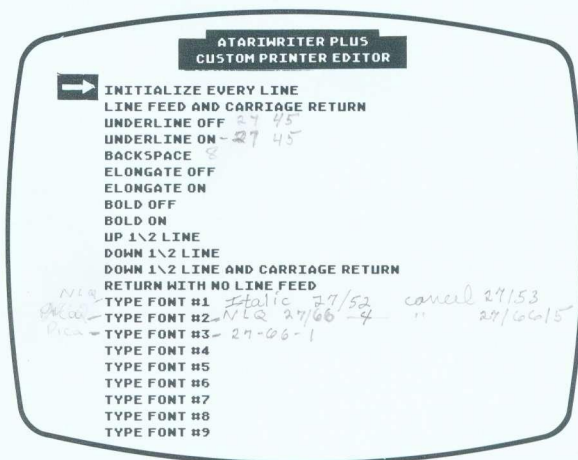 ATARIWRITER PLUS
CUSTOM PRINTER EDITOR
INITIALIZE EVERY LINE
LINE FEED AND CARRIAGE RETURN
UNDERLINE OFF 27 45
UNDERLINE ON - 27 45
BACKSPACE 8
ELONGATE OFF
ELONGATE ON
BOLD OFF
BOLD ON
UP 1\2 LINE
DOWN 1\2 LINE
DOWN 1\2 LINE AND CARRIAGE RETURN
RETURN WITH NO LINE FEED
NLQ TYPE FONT #1 Italic 27/52 cancel 27/53
TYPE FONT #2 - NLQ 27/66 - 4 " 27/66/5
Pica - TYPE FONT #3 - 27-66-1
TYPE FONT #4
TYPE FONT #5
TYPE FONT #6
TYPE FONT #7
TYPE FONT #8
TYPE FONT #9